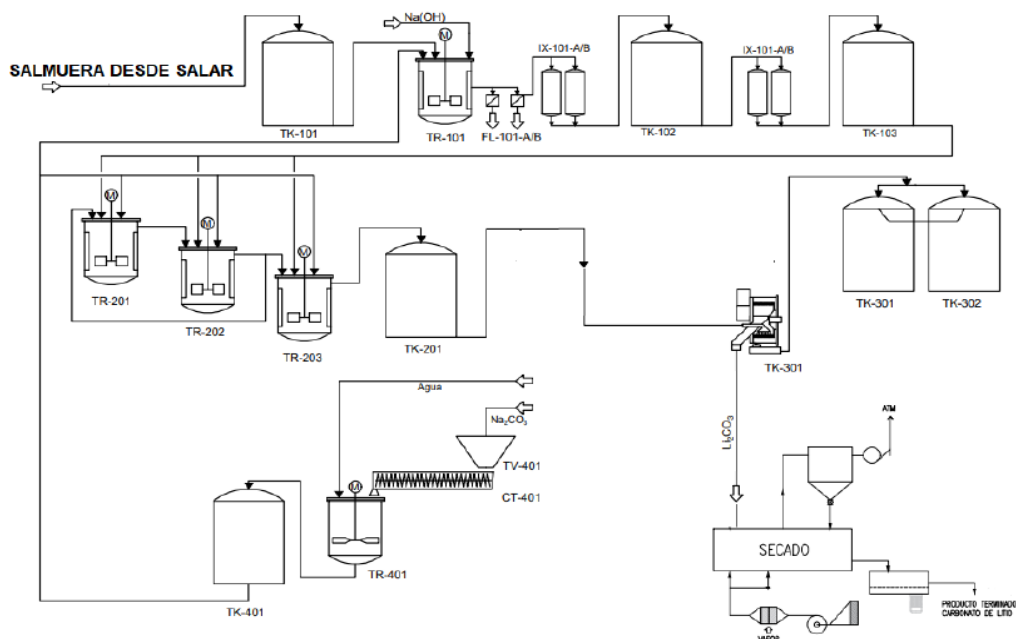 Na(OH)
M
IX-101-A/B
IX-101-A/B
SALMUERA DESDE SALAR
TK-101
TR-101
FL-101-A/B
TK-102
TK-103
M
M
M
TR-201
TR-202
TR-203
TK-201
TK-301
TK-302
TK-301
Agua
Na2CO3
TV-401
CT-401
M
TR-401
TK-401
Li2CO3
ATM
SECADO
PRODUCTO TERMINADO
CARBONATO DE LITIO
VAPOR